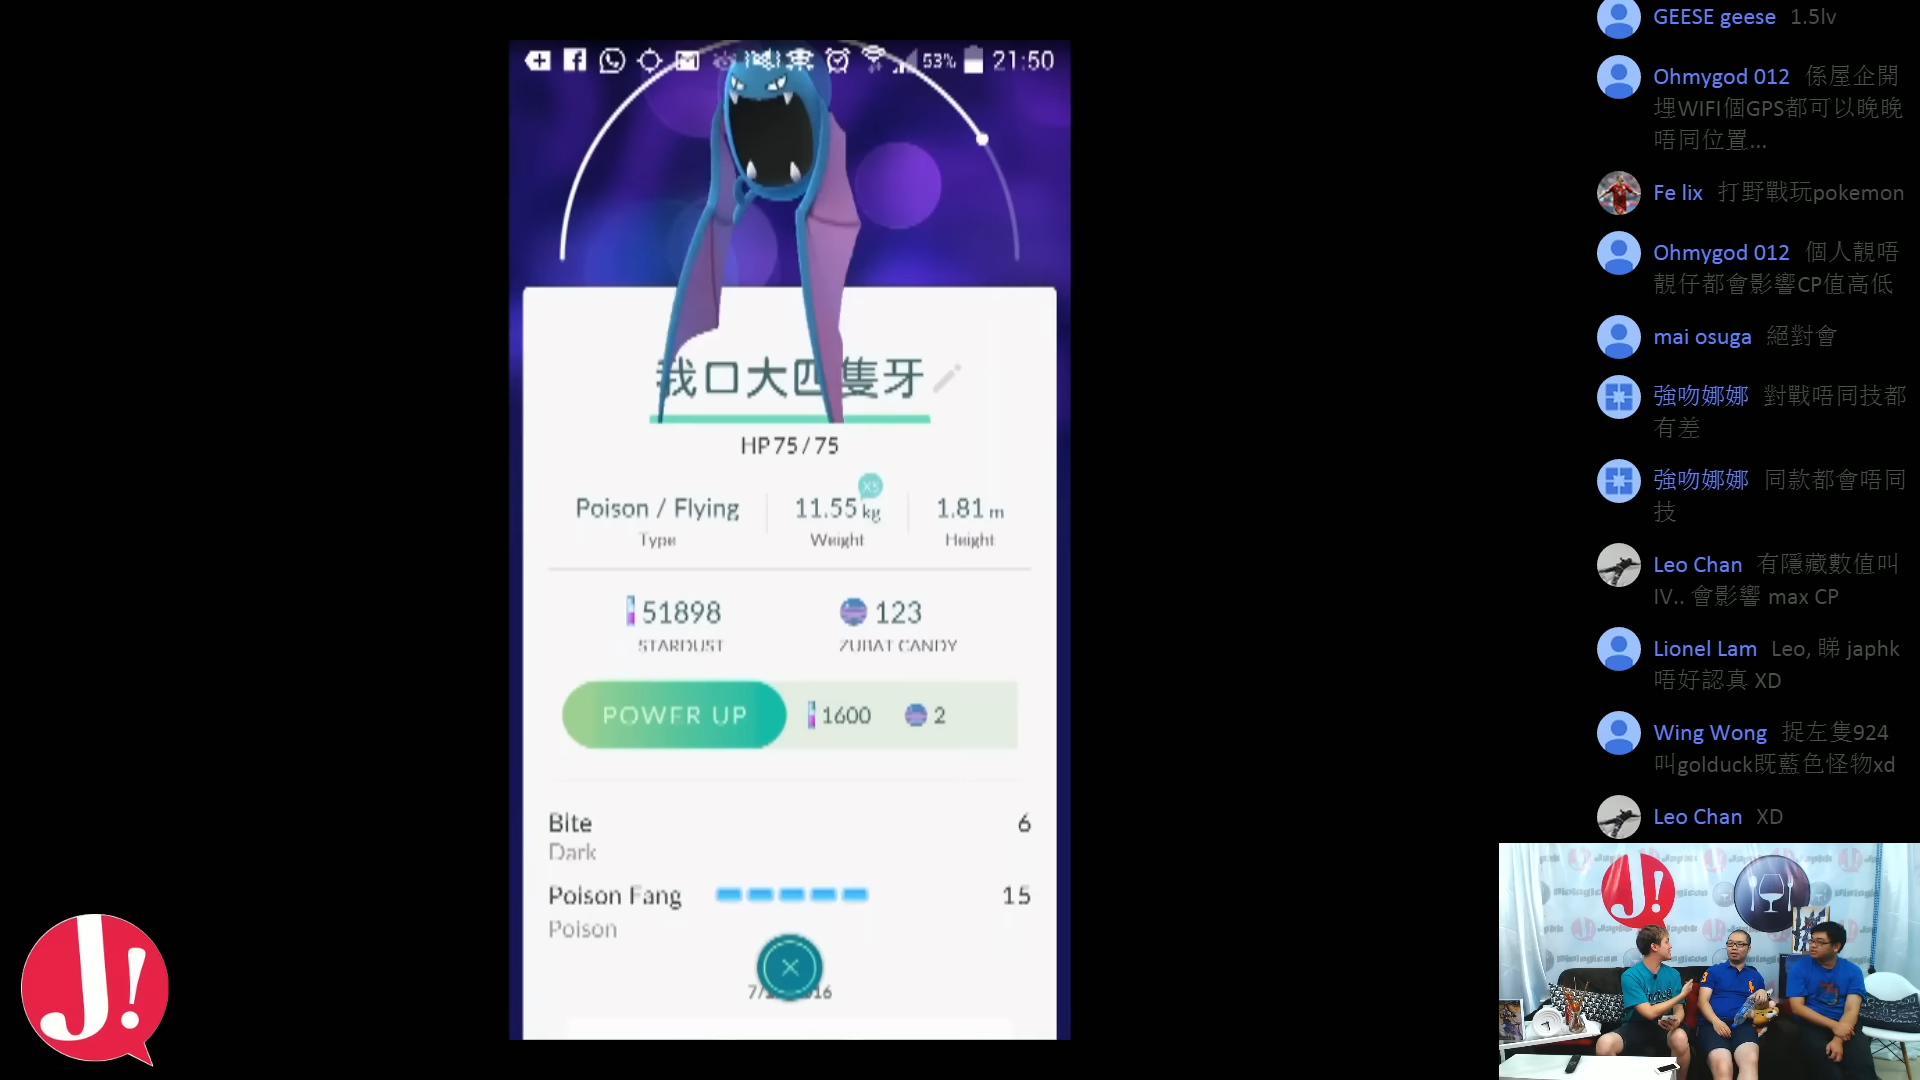 53% 21:50
我口大四隻牙
HP 75 / 75
Poison / Flying
Type
XS
11.55 kg
Weight
1.81 m
Height
51898
STARDUST
123
ZUBAT CANDY
POWER UP
1600
2
Bite 6
Dark
Poison Fang 15
Poison
GEESE geese 1.5lv
Ohmygod 012 係屋企開
埋WIFI個GPS都可以晚晚
唔同位置...
Fe lix 打野戰玩pokemon
Ohmygod 012 個人靚唔
靚仔都會影響CP值高低
mai osuga 絕對會
強吻娜娜 對戰唔同技都
有差
強吻娜娜 同款都會唔同
技
Leo Chan 有隱藏數值叫
IV.. 會影響 max CP
Lionel Lam Leo, 睇 japhk
唔好認真 XD
Wing Wong 捉左隻924
叫golduck既藍色怪物xd
Leo Chan XD
J!
J!